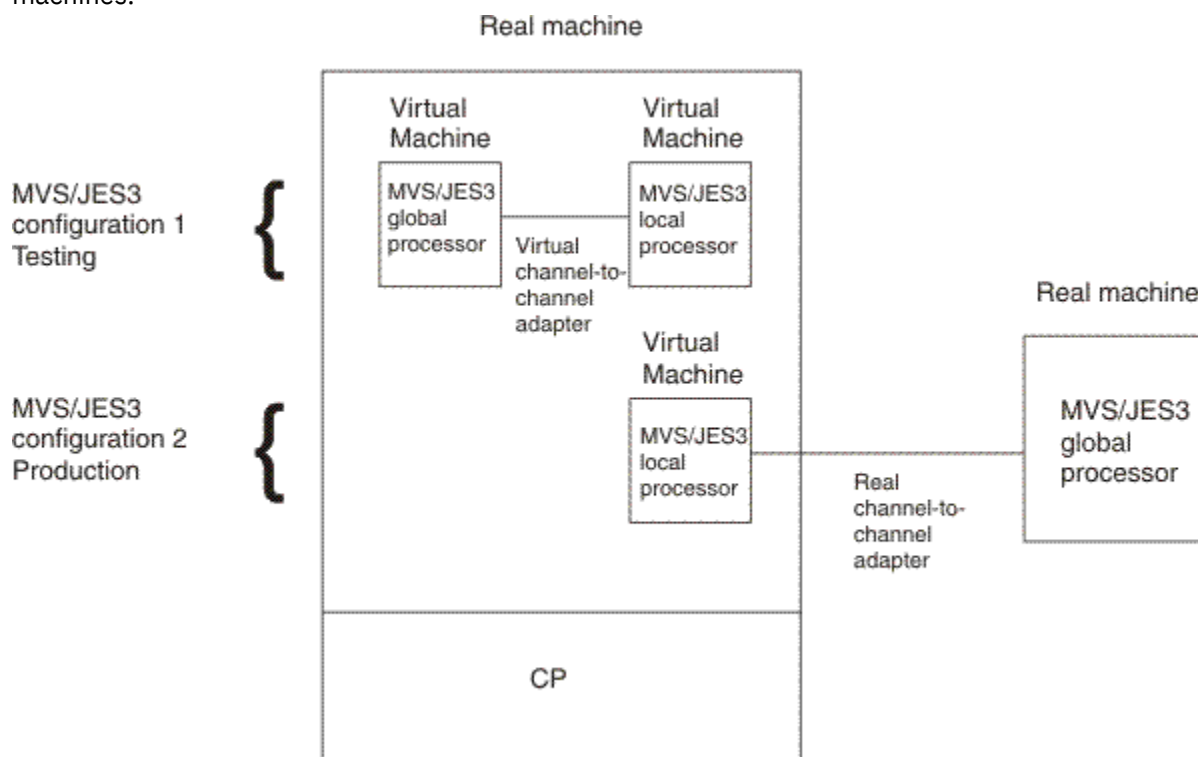 machines.
Real machine
Virtual
Machine
Virtual
Machine
MVS/JES3
configuration 1
Testing
MVS/JES3
global
processor
MVS/JES3
local
processor
Virtual
channel-to-
channel
adapter
Real machine
Virtual
Machine
MVS/JES3
configuration 2
Production
MVS/JES3
local
processor
Real
channel-to-
channel
adapter
MVS/JES3
global
processor
CP